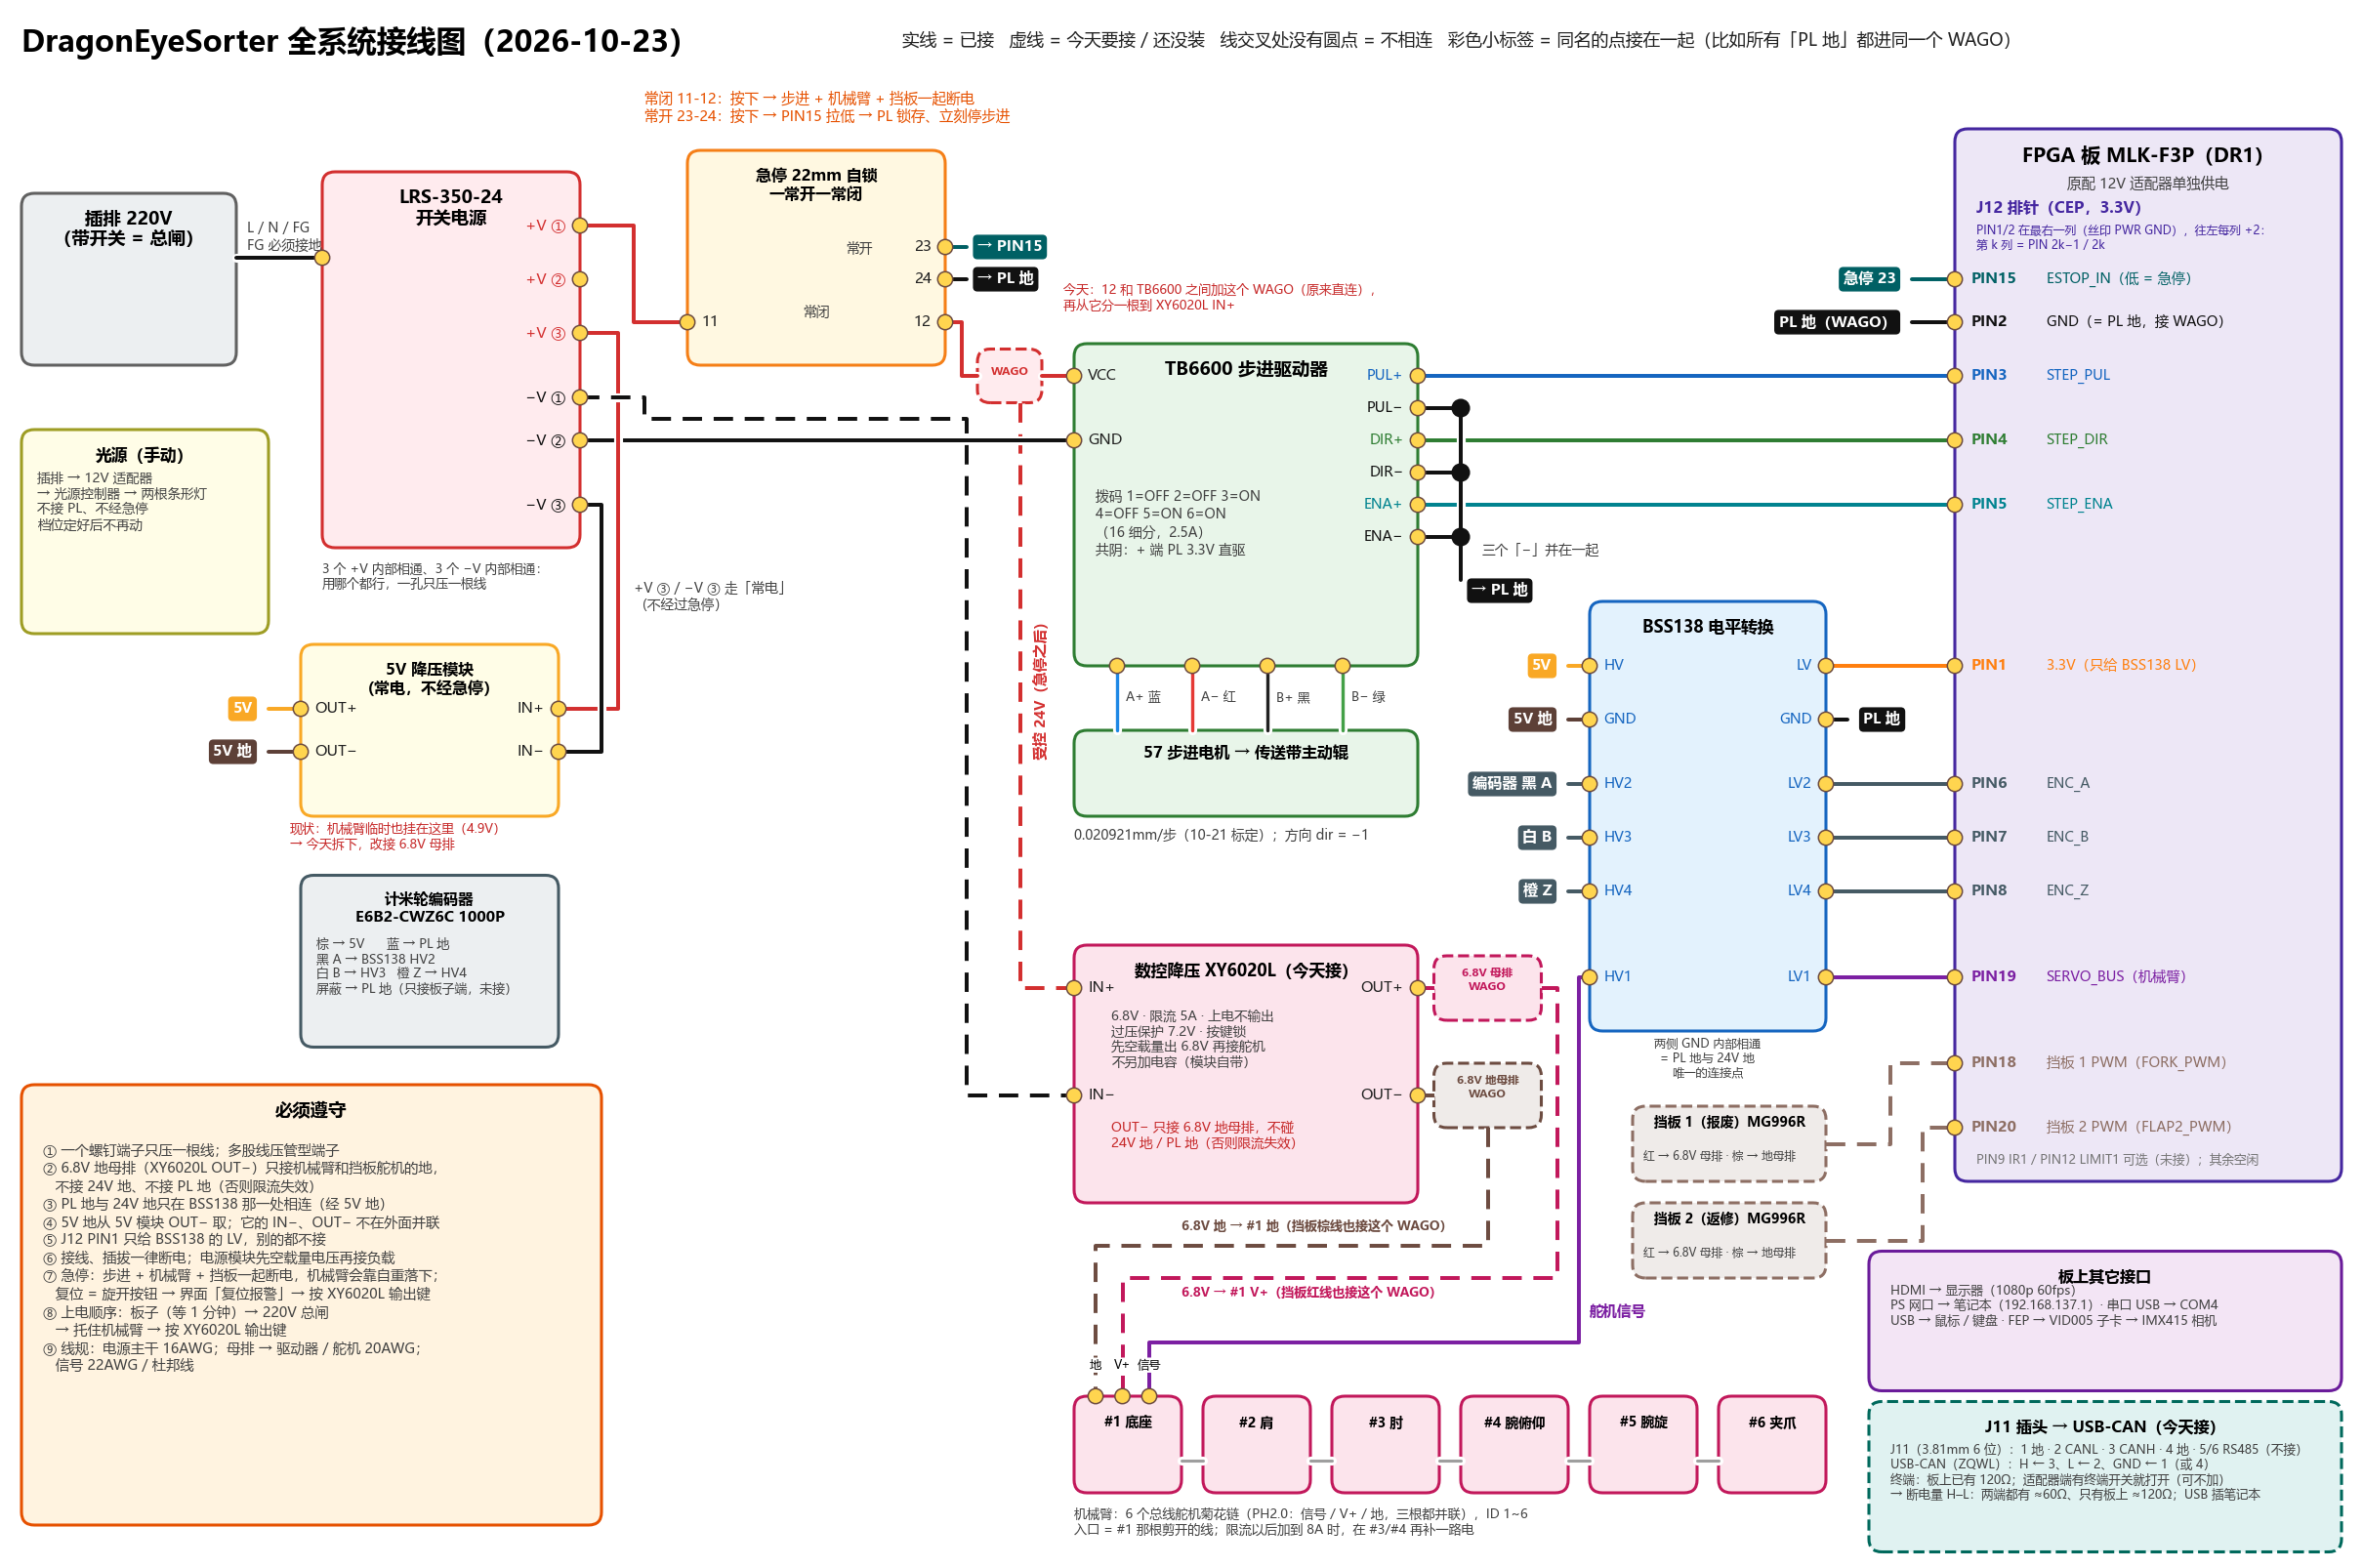 DragonEyeSorter 全系统接线图（2026-10-23）
实线 = 已接   虚线 = 今天要接 / 还没装   线交叉处没有圆点 = 不相连   彩色小标签 = 同名的点接在一起（比如所有「PL 地」都进同一个 WAGO）
常闭 11-12：按下 → 步进 + 机械臂 + 挡板一起断电
常开 23-24：按下 → PIN15 拉低 → PL 锁存、立刻停步进
插排 220V
（带开关 = 总闸）
L / N / FG
FG 必须接地
LRS-350-24
开关电源
+V ①
+V ②
+V ③
−V ①
−V ②
−V ③
3 个 +V 内部相通、3 个 −V 内部相通：
用哪个都行，一孔只压一根线
急停 22mm 自锁
一常开一常闭
常开
常闭
23
24
11
12
→ PIN15
→ PL 地
今天：12 和 TB6600 之间加这个 WAGO（原来直连），
再从它分一根到 XY6020L IN+
WAGO
光源（手动）
插排 → 12V 适配器
→ 光源控制器 → 两根条形灯
不接 PL、不经急停
档位定好后不再动
+V ③ / −V ③ 走「常电」
（不经过急停）
5V 降压模块
（常电，不经急停）
5V
5V 地
OUT+
OUT−
IN+
IN−
现状：机械臂临时也挂在这里（4.9V）
→ 今天拆下，改接 6.8V 母排
计米轮编码器
E6B2-CWZ6C 1000P
棕 → 5V      蓝 → PL 地
黑 A → BSS138 HV2
白 B → HV3   橙 Z → HV4
屏蔽 → PL 地（只接板子端，未接）
必须遵守
① 一个螺钉端子只压一根线；多股线压管型端子
② 6.8V 地母排（XY6020L OUT−）只接机械臂和挡板舵机的地，
不接 24V 地、不接 PL 地（否则限流失效）
③ PL 地与 24V 地只在 BSS138 那一处相连（经 5V 地）
④ 5V 地从 5V 模块 OUT− 取；它的 IN−、OUT− 不在外面并联
⑤ J12 PIN1 只给 BSS138 的 LV，别的都不接
⑥ 接线、插拔一律断电；电源模块先空载量电压再接负载
⑦ 急停：步进 + 机械臂 + 挡板一起断电，机械臂会靠自重落下；
复位 = 旋开按钮 → 界面「复位报警」→ 按 XY6020L 输出键
⑧ 上电顺序：板子（等 1 分钟）→ 220V 总闸
→ 托住机械臂 → 按 XY6020L 输出键
⑨ 线规：电源主干 16AWG；母排 → 驱动器 / 舵机 20AWG；
信号 22AWG / 杜邦线
受控 24V（急停之后）
TB6600 步进驱动器
VCC
GND
PUL+
PUL−
DIR+
DIR−
ENA+
ENA−
拨码 1=OFF 2=OFF 3=ON
4=OFF 5=ON 6=ON
（16 细分，2.5A）
共阴：+ 端 PL 3.3V 直驱
三个「−」并在一起
→ PL 地
A+ 蓝
A− 红
B+ 黑
B− 绿
57 步进电机 → 传送带主动辊
0.020921mm/步（10-21 标定）；方向 dir = −1
数控降压 XY6020L（今天接）
IN+
OUT+
6.8V · 限流 5A · 上电不输出
过压保护 7.2V · 按键锁
先空载量出 6.8V 再接舵机
不另加电容（模块自带）
IN−
OUT−
OUT− 只接 6.8V 地母排，不碰
24V 地 / PL 地（否则限流失效）
6.8V 母排
WAGO
6.8V 地母排
WAGO
6.8V 地 → #1 地（挡板棕线也接这个 WAGO）
6.8V → #1 V+（挡板红线也接这个 WAGO）
舵机信号
地
V+
信号
#1 底座
#2 肩
#3 肘
#4 腕俯仰
#5 腕旋
#6 夹爪
机械臂：6 个总线舵机菊花链（PH2.0：信号 / V+ / 地，三根都并联），ID 1~6
入口 = #1 那根剪开的线；限流以后加到 8A 时，在 #3/#4 再补一路电
BSS138 电平转换
5V
5V 地
编码器 黑 A
白 B
橙 Z
HV
GND
HV2
HV3
HV4
HV1
LV
GND
LV2
LV3
LV4
LV1
PL 地
两侧 GND 内部相通
= PL 地与 24V 地
唯一的连接点
挡板 1（报废）MG996R
红 → 6.8V 母排 · 棕 → 地母排
挡板 2（返修）MG996R
红 → 6.8V 母排 · 棕 → 地母排
FPGA 板 MLK-F3P（DR1）
原配 12V 适配器单独供电
J12 排针（CEP，3.3V）
PIN1/2 在最右一列（丝印 PWR GND），往左每列 +2：
第 k 列 = PIN 2k−1 / 2k
急停 23
PIN15   ESTOP_IN（低 = 急停）
PL 地（WAGO）
PIN2   GND（= PL 地，接 WAGO）
PIN3   STEP_PUL
PIN4   STEP_DIR
PIN5   STEP_ENA
PIN1   3.3V（只给 BSS138 LV）
PIN6   ENC_A
PIN7   ENC_B
PIN8   ENC_Z
PIN19   SERVO_BUS（机械臂）
PIN18   挡板 1 PWM（FORK_PWM）
PIN20   挡板 2 PWM（FLAP2_PWM）
PIN9 IR1 / PIN12 LIMIT1 可选（未接）；其余空闲
板上其它接口
HDMI → 显示器（1080p 60fps）
PS 网口 → 笔记本（192.168.137.1）· 串口 USB → COM4
USB → 鼠标 / 键盘 · FEP → VID005 子卡 → IMX415 相机
J11 插头 → USB-CAN（今天接）
J11（3.81mm 6 位）：1 地 · 2 CANL · 3 CANH · 4 地 · 5/6 RS485（不接）
USB-CAN（ZQWL）：H ← 3、L ← 2、GND ← 1（或 4）
终端：板上已有 120Ω；适配器端有终端开关就打开（可不加）
→ 断电量 H–L：两端都有 ≈60Ω、只有板上 ≈120Ω；USB 插笔记本